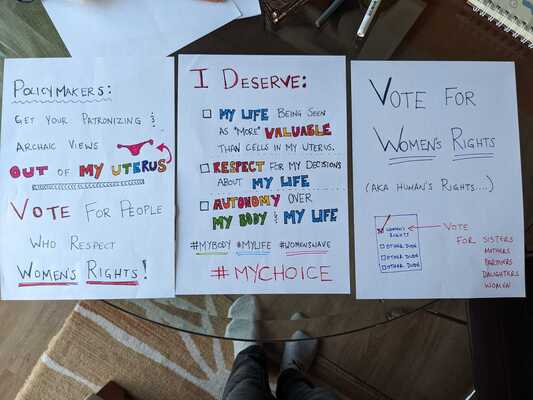 POLICYMAKERS:
GET YOUR PATRONIZING &
ARCHAIC VIEWS
OUT OF MY UTERUS
VOTE FOR PEOPLE
WHO RESPECT
WOMEN'S RIGHTS!
I DESERVE:
MY LIFE BEING SEEN
AS "MORE" VALUABLE
THAN CELLS IN MY UTERUS.
RESPECT FOR MY DECISIONS
ABOUT MY LIFE
AUTONOMY OVER
MY BODY & MY LIFE
#MYBODY #MYLIFE #WOMENSWAVE
#MYCHOICE
VOTE FOR
WOMEN'S RIGHTS
(AKA HUMAN'S RIGHTS....)
WOMEN'S
RIGHTS
OTHER DUDE
OTHER DUDE
OTHER DUDE
VOTE
FOR SISTERS
MOTHERS
PARTNERS
DAUGHTERS
WOMEN